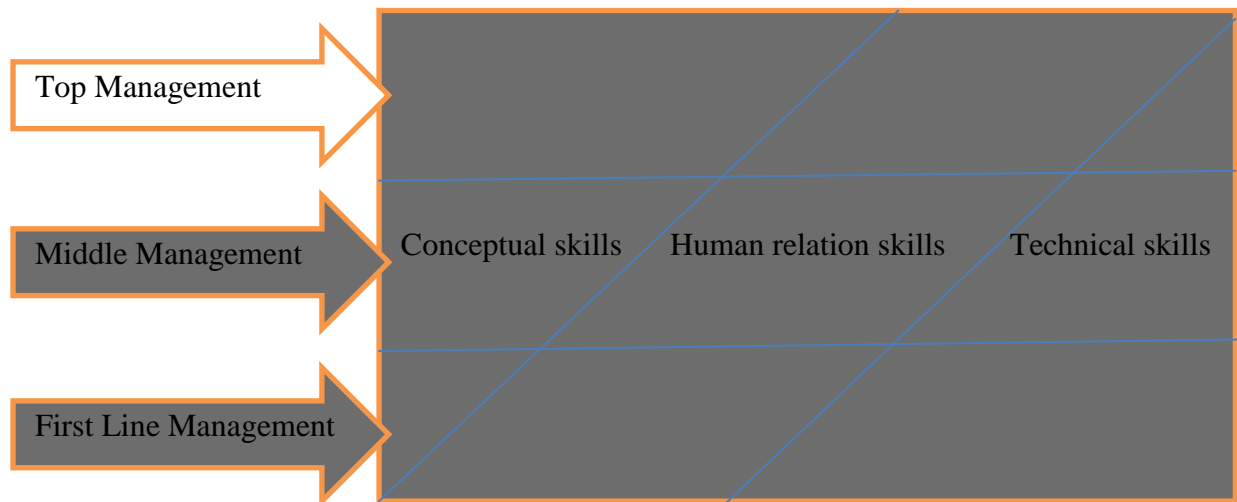 Top Management
Middle Management
Conceptual skills
Human relation skills
Technical skills
First Line Management